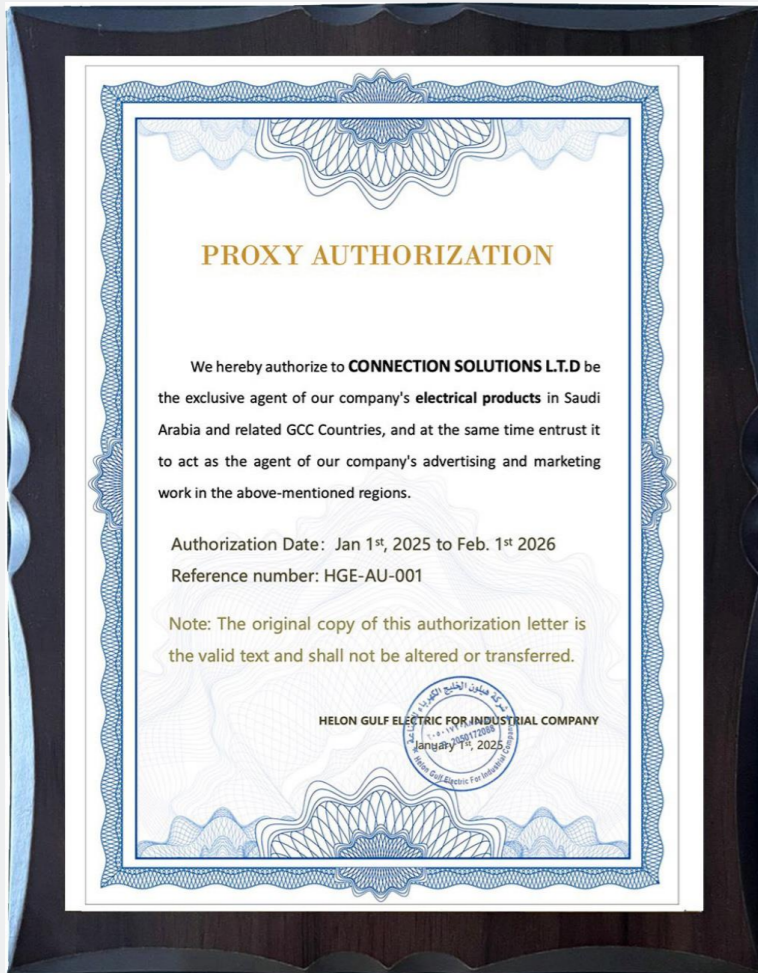 PROXY AUTHORIZATION
We hereby authorize to CONNECTION SOLUTIONS L.T.D be
the exclusive agent of our company's electrical products in Saudi
Arabia and related GCC Countries, and at the same time entrust it
to act as the agent of our company's advertising and marketing
work in the above-mentioned regions.
Authorization Date: Jan 1st, 2025 to Feb. 1st 2026
Reference number: HGE-AU-001
Note: The original copy of this authorization letter is
the valid text and shall not be altered or transferred.
HELON GULF ELECTRIC FOR INDUSTRIAL COMPANY
January 1st, 2025
شركة هيلون الخليج الكهرباء
2050172066
Helon Gulf Electric For Industrial Company